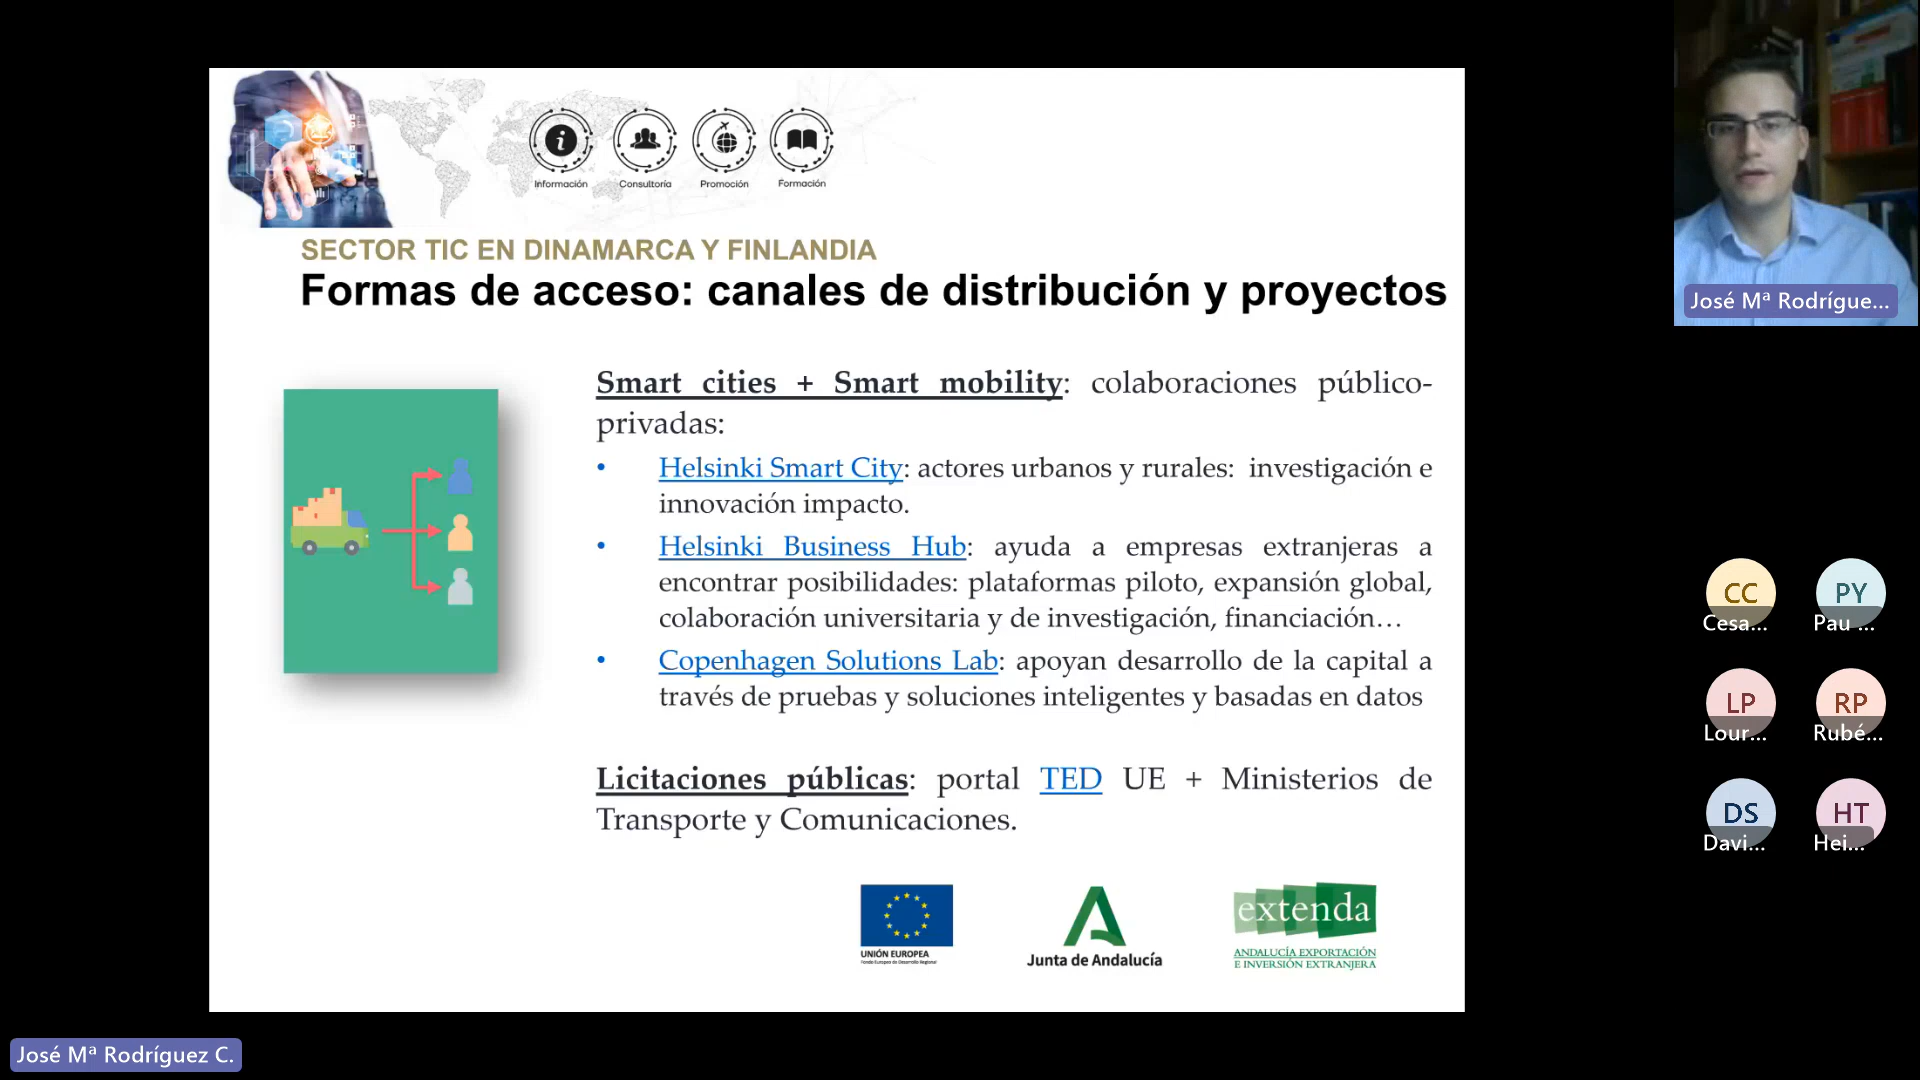 Información
Consultoría
Promoción
Formación
SECTOR TIC EN DINAMARCA Y FINLANDIA
Formas de acceso: canales de distribución y proyectos
Smart cities + Smart mobility: colaboraciones público-
privadas:
• Helsinki Smart City: actores urbanos y rurales: investigación e
innovación impacto.
• Helsinki Business Hub: ayuda a empresas extranjeras a
encontrar posibilidades: plataformas piloto, expansión global,
colaboración universitaria y de investigación, financiación…
• Copenhagen Solutions Lab: apoyan desarrollo de la capital a
través de pruebas y soluciones inteligentes y basadas en datos
Licitaciones públicas: portal TED UE + Ministerios de
Transporte y Comunicaciones.
UNIÓN EUROPEA
Fondo Europeo de Desarrollo Regional
Junta de Andalucía
extenda
ANDALUCÍA EXPORTACIÓN
E INVERSIÓN EXTRANJERA
José Mª Rodrígue...
CC
Cesa...
PY
Pau ...
LP
Lour...
RP
Rubé...
DS
Davi...
HT
Hei...
José Mª Rodríguez C.